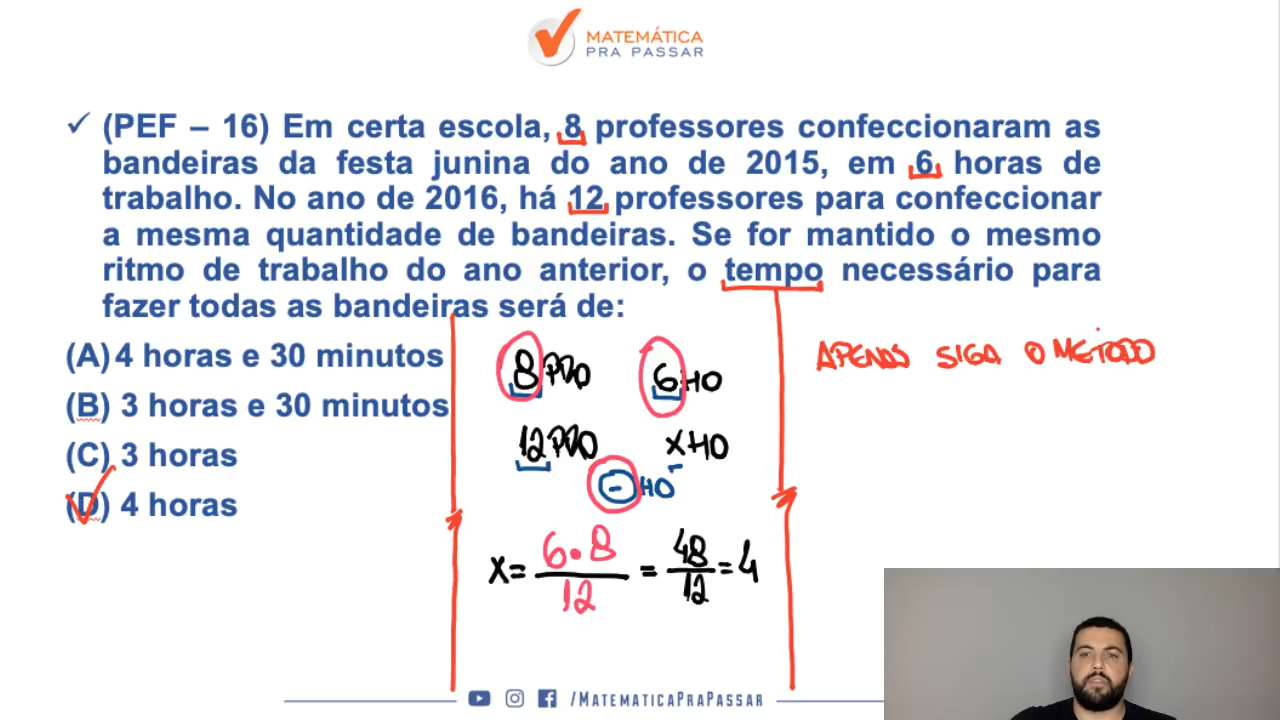 MATEMÁTICA
PRA PASSAR
✓ (PEF – 16) Em certa escola, 8 professores confeccionaram as
bandeiras da festa junina do ano de 2015, em 6 horas de
trabalho. No ano de 2016, há 12 professores para confeccionar
a mesma quantidade de bandeiras. Se for mantido o mesmo
ritmo de trabalho do ano anterior, o tempo necessário para
fazer todas as bandeiras será de:
(A) 4 horas e 30 minutos
(B) 3 horas e 30 minutos
(C) 3 horas
(D) 4 horas
8 PRO 6 HO
12 PRO X HO
- HO
X = 6 · 8 / 12 = 48 / 12 = 4
APENAS SIGA O METODO
/MATEMATICAPRAPASSAR